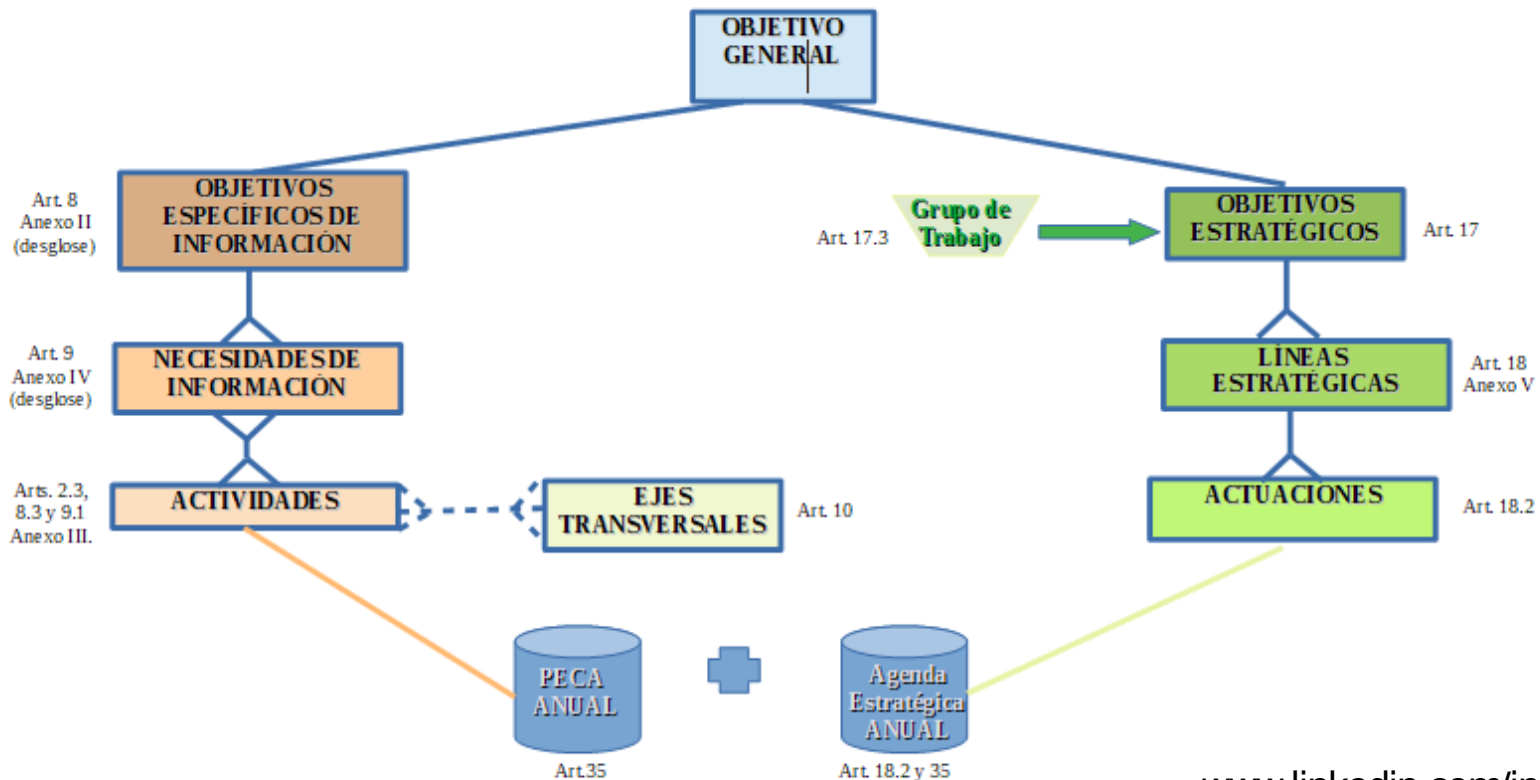 OBJETIVO
GENERAL
Art. 8
Anexo II
(desglose)
OBJETIVOS
ESPECÍFICOS DE
INFORMACIÓN
Art. 17.3
Grupo de
Trabajo
OBJETIVOS
ESTRATÉGICOS
Art. 17
Art. 9
Anexo IV
(desglose)
NECESIDADES DE
INFORMACIÓN
LÍNEAS
ESTRATÉGICAS
Art. 18
Anexo V
Arts. 2.3,
8.3 y 9.1
Anexo III.
ACTIVIDADES
EJES
TRANSVERSALES
Art. 10
ACTUACIONES
Art. 18.2
PECA
ANUAL
Agenda
Estratégica
ANUAL
Art.35
Art. 18.2 y 35